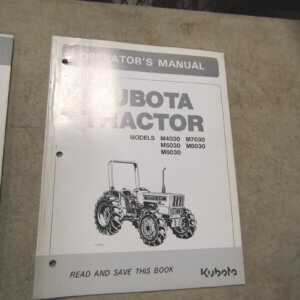 OPERATOR'S MANUAL
KUBOTA
TRACTOR
MODELS M4030 M7030
M5030 M8030
M6030
READ AND SAVE THIS BOOK Kubota